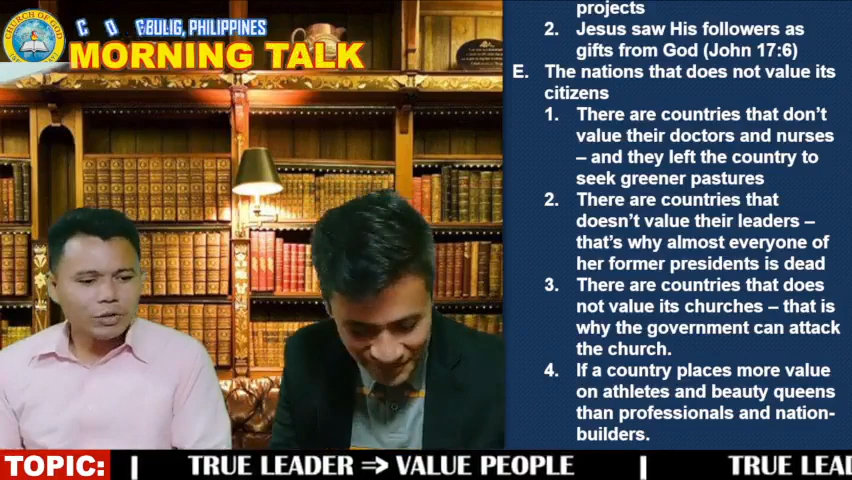 CHURCH OF GOD
C O GBULIG, PHILIPPINES
MORNING TALK
projects
2. Jesus saw His followers as
gifts from God (John 17:6)
E. The nations that does not value its
citizens
1. There are countries that don't
value their doctors and nurses
– and they left the country to
seek greener pastures
2. There are countries that
doesn't value their leaders –
that's why almost everyone of
her former presidents is dead
3. There are countries that does
not value its churches – that is
why the government can attack
the church.
4. If a country places more value
on athletes and beauty queens
than professionals and nation-
builders.
TOPIC: | TRUE LEADER => VALUE PEOPLE | TRUE LEAD